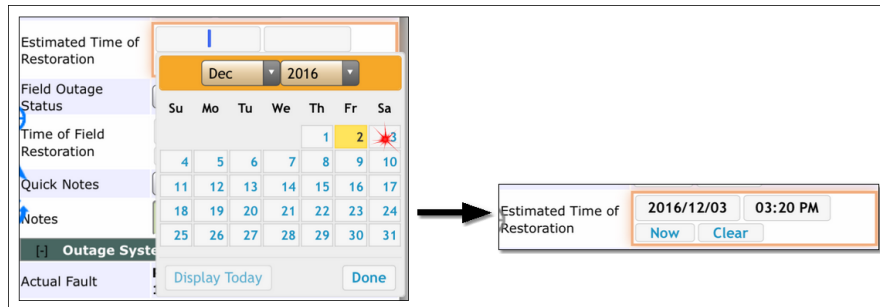 Estimated Time of
Restoration
Dec 2016
Field Outage
Status
Su Mo Tu We Th Fr Sa
Time of Field
Restoration
1 2 3
4 5 6 7 8 9 10
Quick Notes
11 12 13 14 15 16 17
Notes
18 19 20 21 22 23 24
25 26 27 28 29 30 31
[-] Outage Syste
Actual Fault
Display Today Done
Estimated Time of
Restoration
2016/12/03 03:20 PM
Now Clear